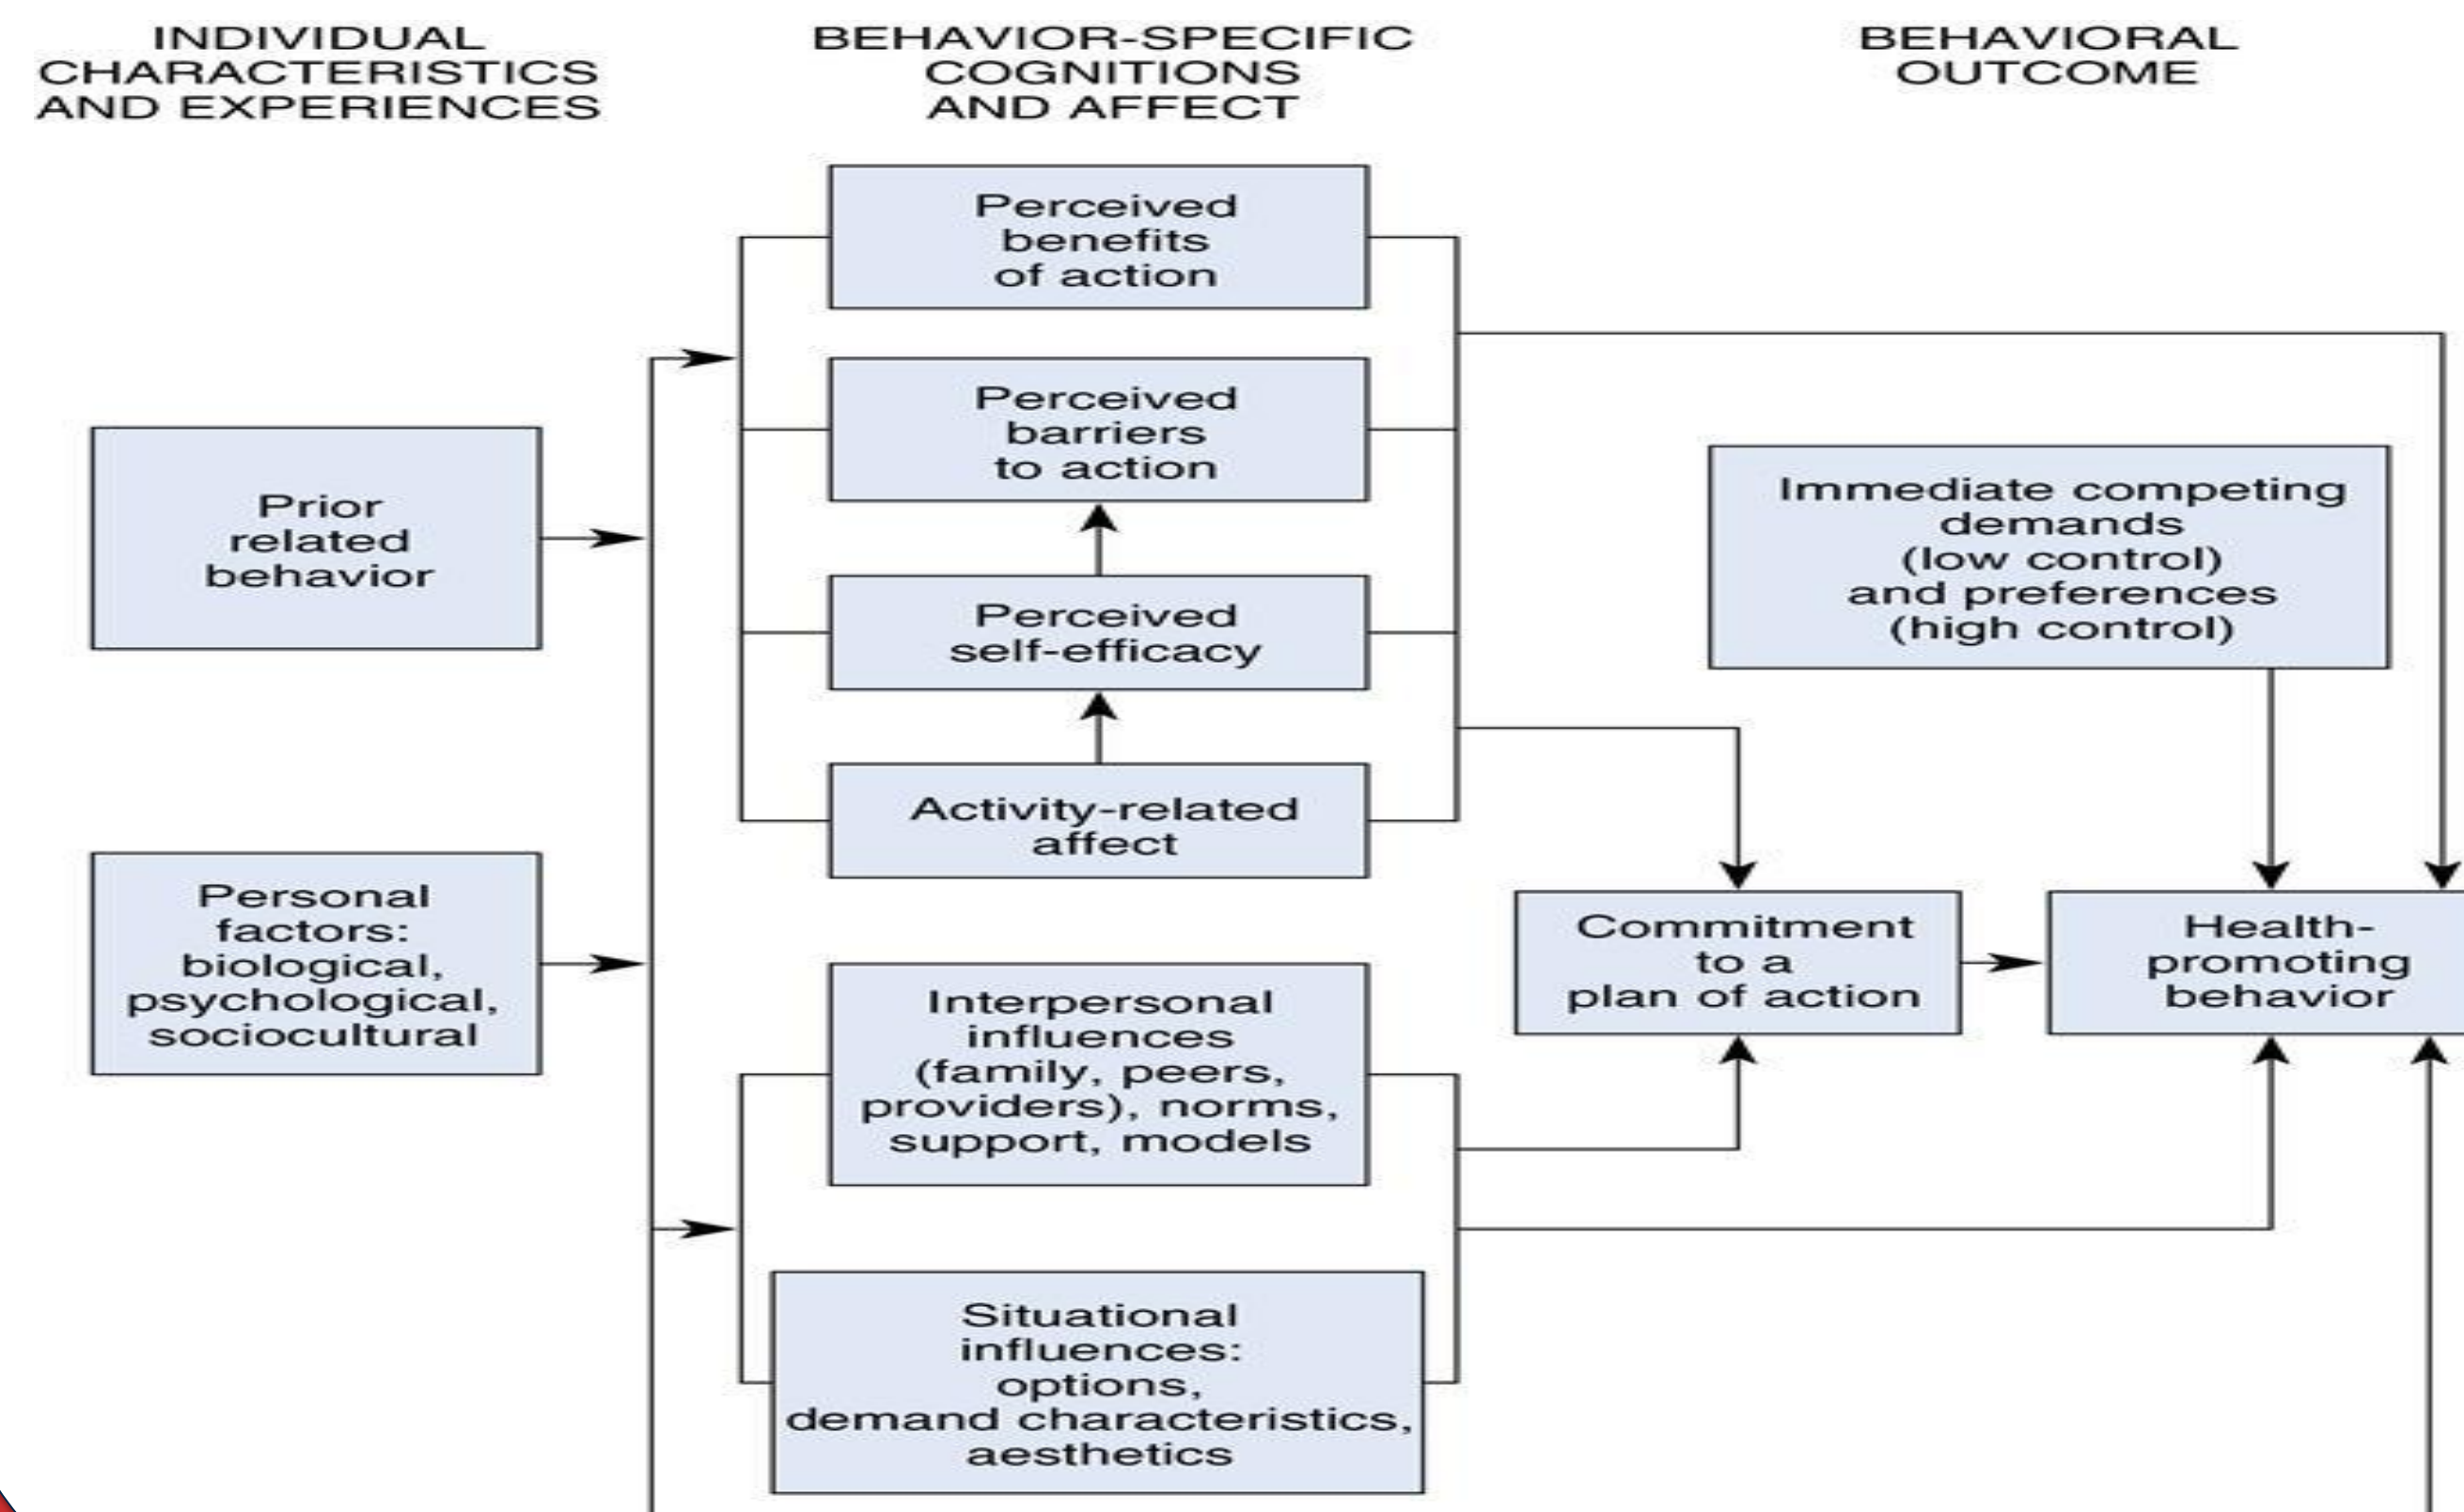 INDIVIDUAL
CHARACTERISTICS
AND EXPERIENCES
BEHAVIOR-SPECIFIC
COGNITIONS
AND AFFECT
BEHAVIORAL
OUTCOME
Prior
related
behavior
Personal
factors:
biological,
psychological,
sociocultural
Perceived
benefits
of action
Perceived
barriers
to action
Perceived
self-efficacy
Activity-related
affect
Interpersonal
influences
(family, peers,
providers), norms,
support, models
Situational
influences:
options,
demand characteristics,
aesthetics
Immediate competing
demands
(low control)
and preferences
(high control)
Commitment
to a
plan of action
Health-
promoting
behavior